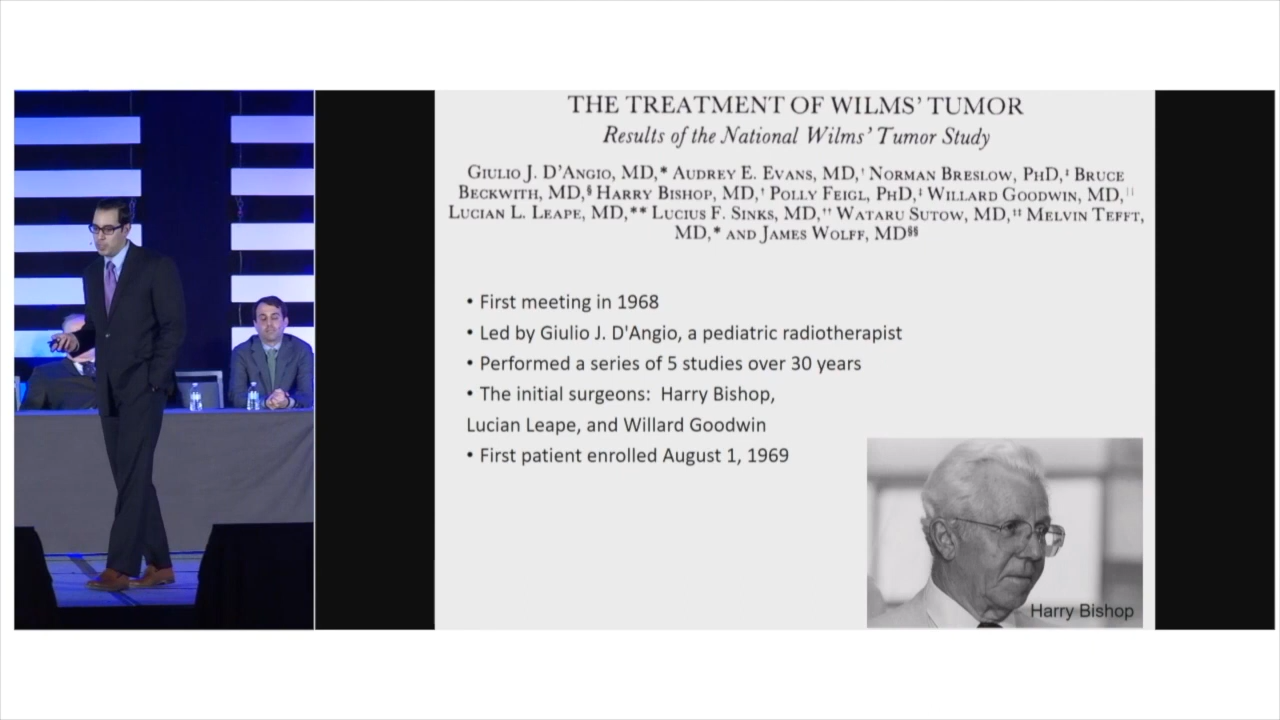 THE TREATMENT OF WILMS' TUMOR
Results of the National Wilms' Tumor Study
GIULIO J. D'ANGIO, MD,* AUDREY E. EVANS, MD,† NORMAN BRESLOW, PHD,‡ BRUCE
BECKWITH, MD,§ HARRY BISHOP, MD,† POLLY FEIGL, PHD,‡ WILLARD GOODWIN, MD,||
LUCIAN L. LEAPE, MD,** LUCIUS F. SINKS, MD,†† WATARU SUTOW, MD,‡‡ MELVIN TEFFT,
MD,* AND JAMES WOLFF, MD§§
• First meeting in 1968
• Led by Giulio J. D'Angio, a pediatric radiotherapist
• Performed a series of 5 studies over 30 years
• The initial surgeons: Harry Bishop,
Lucian Leape, and Willard Goodwin
• First patient enrolled August 1, 1969
Harry Bishop